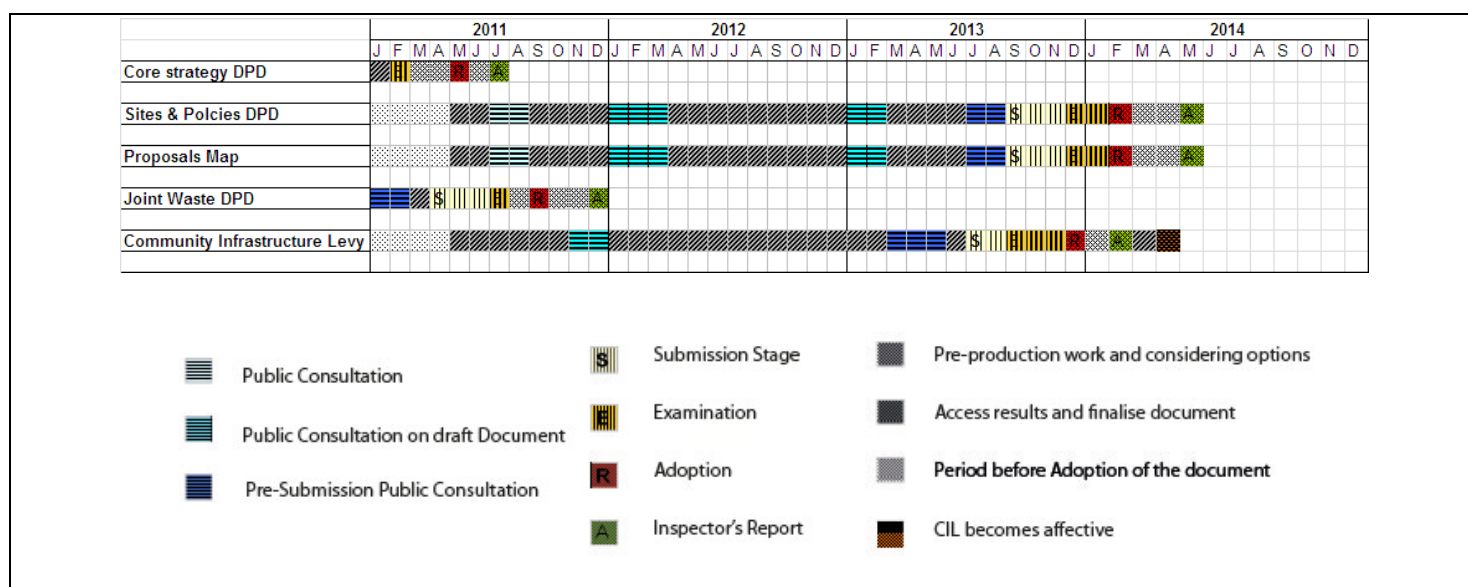 2011 2012 2013 2014
J F M A M J J A S O N D J F M A M J J A S O N D J F M A M J J A S O N D J F M A M J J A S O N D
Core strategy DPD E R A
Sites & Polcies DPD S E R A
Proposals Map S E R A
Joint Waste DPD S E R A
Community Infrastructure Levy S E R A
Public Consultation
Public Consultation on draft Document
Pre-Submission Public Consultation
S Submission Stage
E Examination
R Adoption
A Inspector's Report
Pre-production work and considering options
Access results and finalise document
Period before Adoption of the document
CIL becomes affective